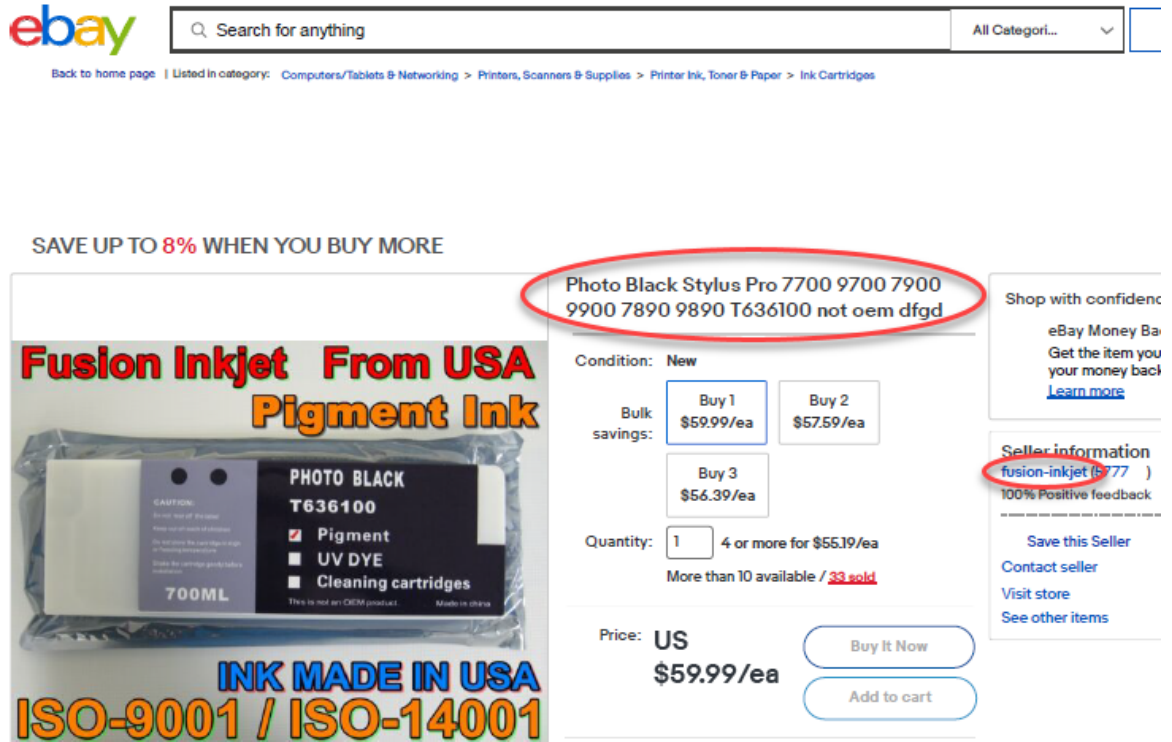 ebay
Search for anything
All Categori...
Back to home page | Listed in category: Computers/Tablets & Networking > Printers, Scanners & Supplies > Printer Ink, Toner & Paper > Ink Cartridges
SAVE UP TO 8% WHEN YOU BUY MORE
Fusion Inkjet From USA
Pigment Ink
CAUTION:
PHOTO BLACK
T636100
Pigment
UV DYE
Cleaning cartridges
700ML
This is not an OEM product. Made in china
INK MADE IN USA
ISO-9001 / ISO-14001
Photo Black Stylus Pro 7700 9700 7900
9900 7890 9890 T636100 not oem dfgd
Condition: New
Bulk
savings:
Buy 1
$59.99/ea
Buy 2
$57.59/ea
Buy 3
$56.39/ea
Quantity: 1 4 or more for $55.19/ea
More than 10 available / 33 sold
Price: US
$59.99/ea
Buy It Now
Add to cart
Shop with confidenc
eBay Money Ba
Get the item you
your money back
Learn more
Seller information
fusion-inkjet (5777 )
100% Positive feedback
Save this Seller
Contact seller
Visit store
See other items